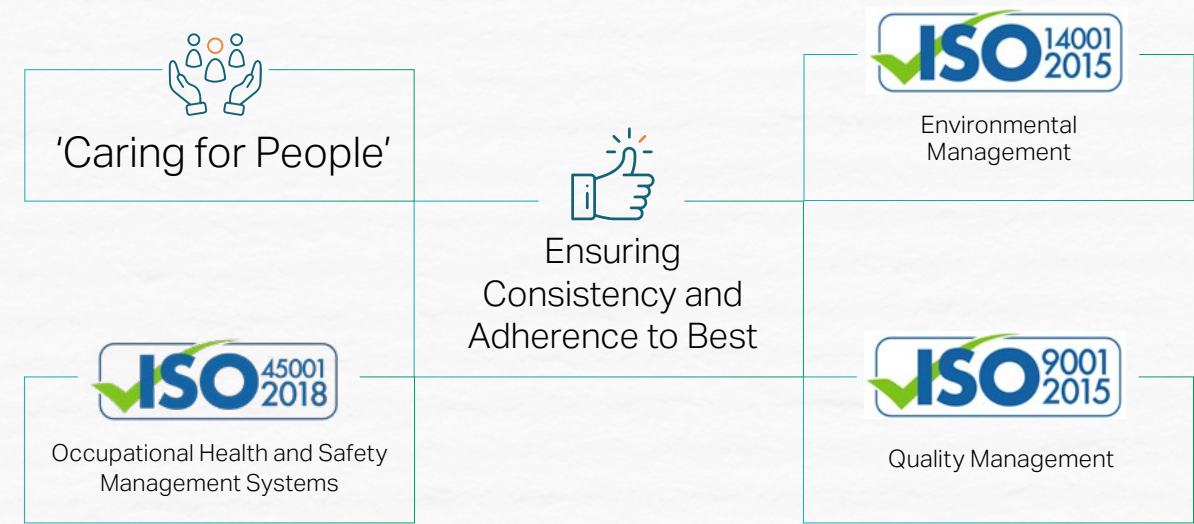 'Caring for People'
ISO 14001
2015
Environmental
Management
Ensuring
Consistency and
Adherence to Best
ISO 45001
2018
Occupational Health and Safety
Management Systems
ISO 9001
2015
Quality Management